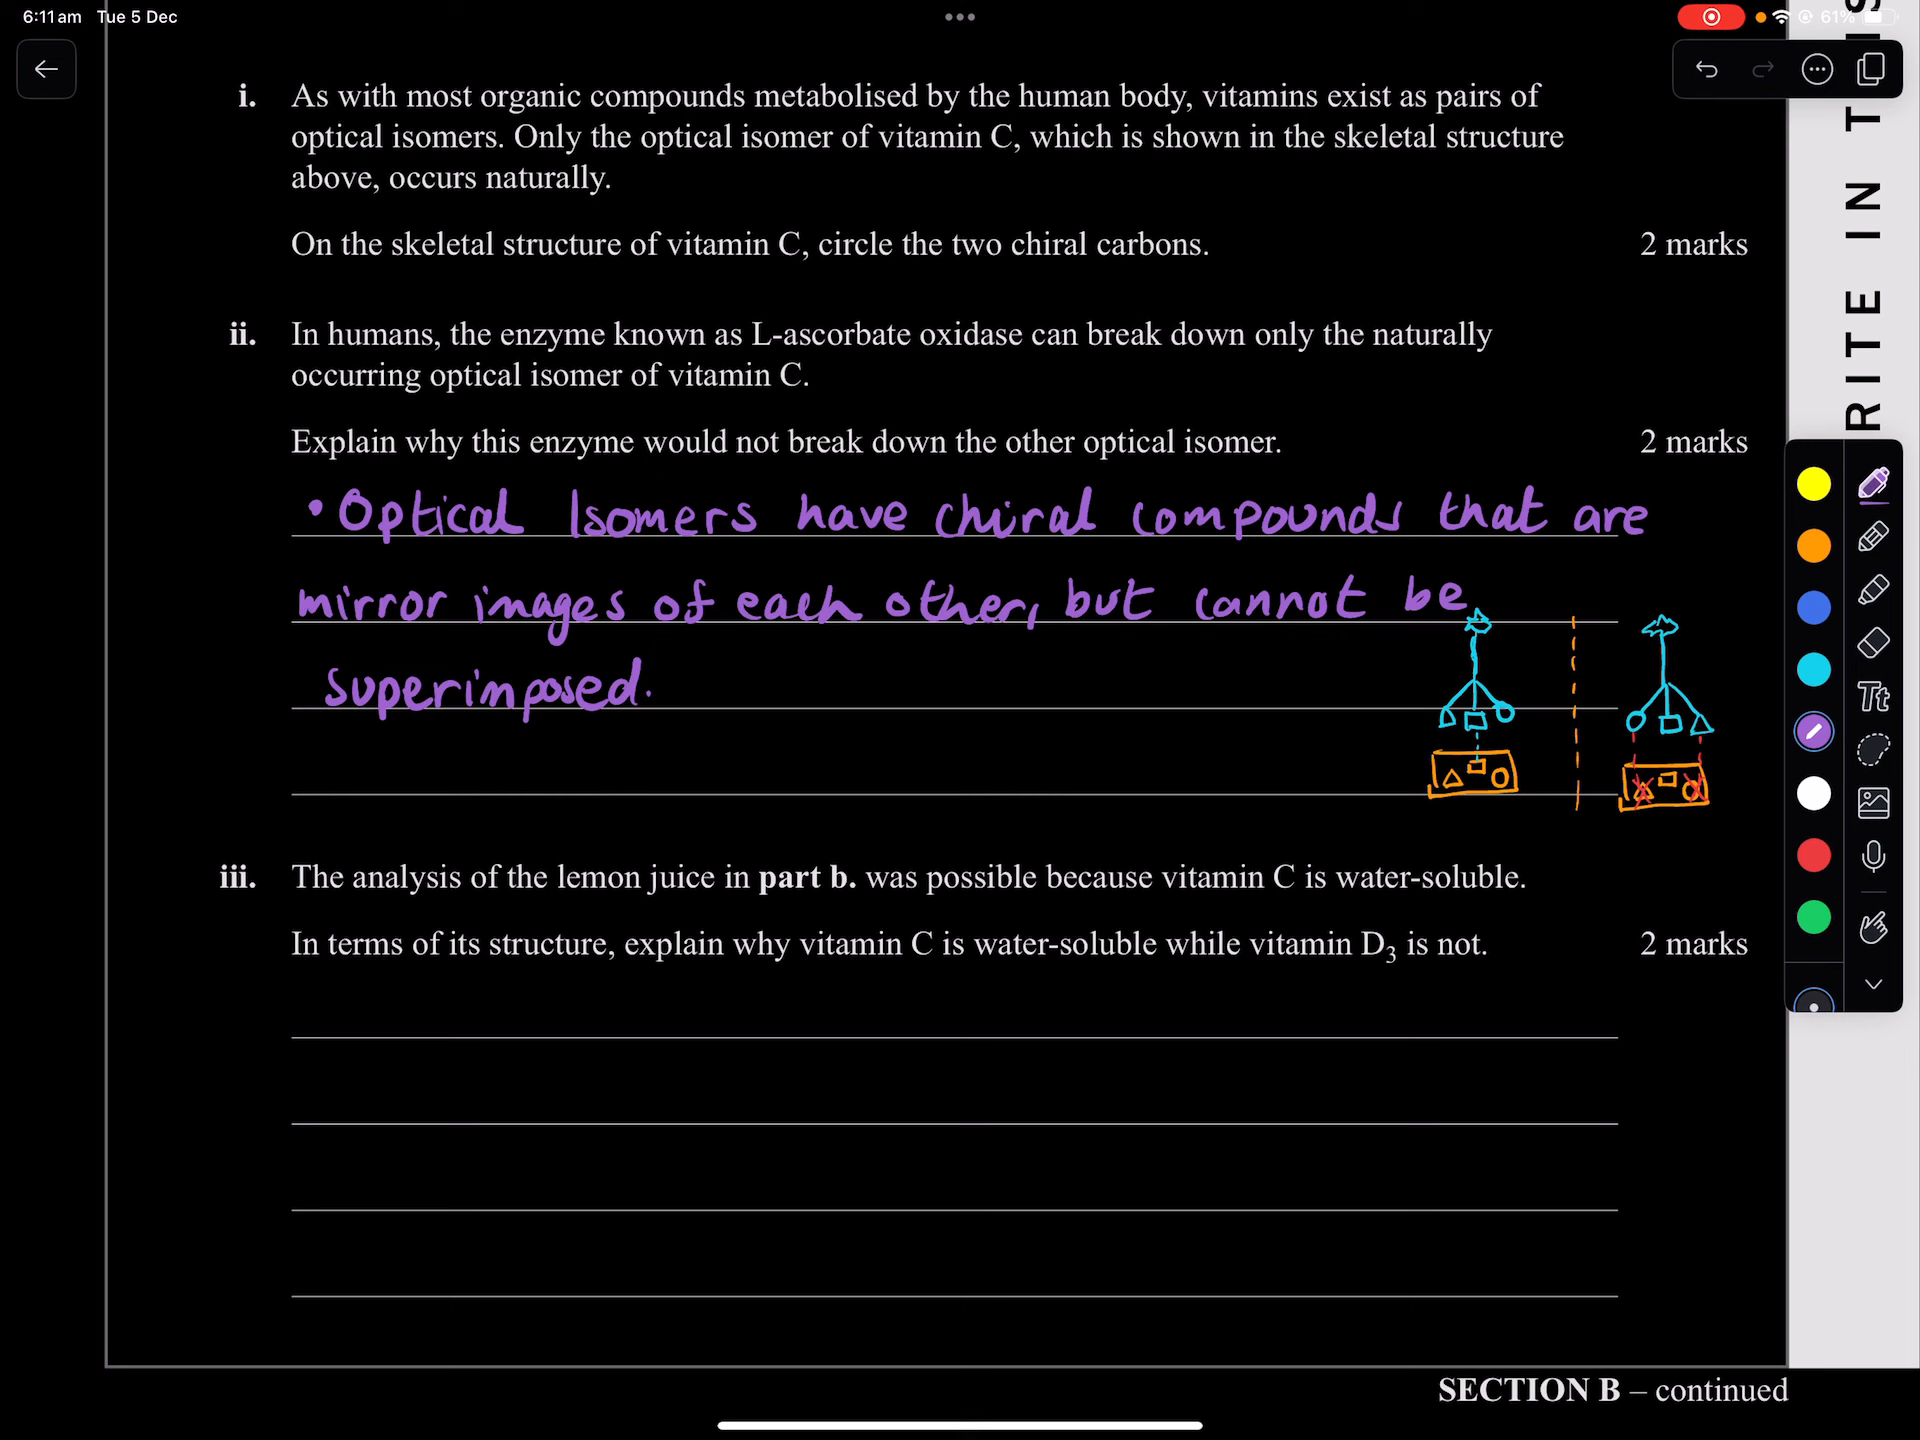 6:11 am Tue 5 Dec
61%
i. As with most organic compounds metabolised by the human body, vitamins exist as pairs of
optical isomers. Only the optical isomer of vitamin C, which is shown in the skeletal structure
above, occurs naturally.
On the skeletal structure of vitamin C, circle the two chiral carbons. 2 marks
ii. In humans, the enzyme known as L-ascorbate oxidase can break down only the naturally
occurring optical isomer of vitamin C.
Explain why this enzyme would not break down the other optical isomer. 2 marks
• Optical Isomers have chiral compounds that are
mirror images of each other, but cannot be
superimposed.
iii. The analysis of the lemon juice in part b. was possible because vitamin C is water-soluble.
In terms of its structure, explain why vitamin C is water-soluble while vitamin D3 is not. 2 marks
SECTION B – continued
RITE IN
Tt